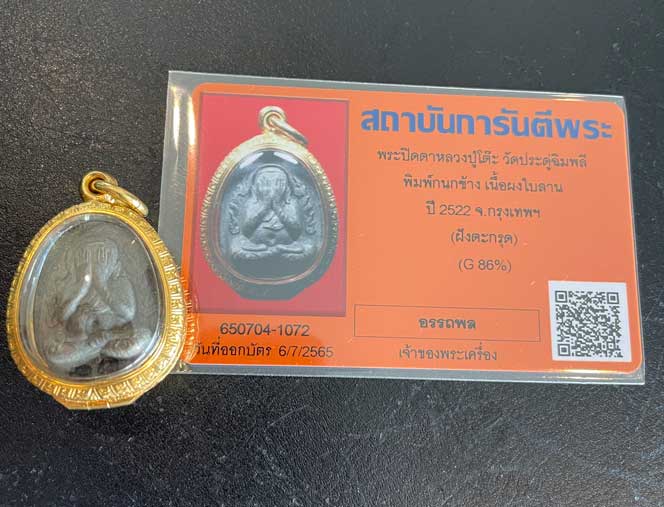 สถาบันการันตีพระ
พระปิดตาหลวงปู่โต๊ะ วัดประดู่ฉิมพลี
พิมพ์นกช้าง เนื้อผงใบลาน
ปี 2522 จ.กรุงเทพฯ
(ฝังตะกรุด)
(G 86%)
650704-1072
วันที่ออกบัตร 6/7/2565
อรรถพล
เจ้าของพระเครื่อง